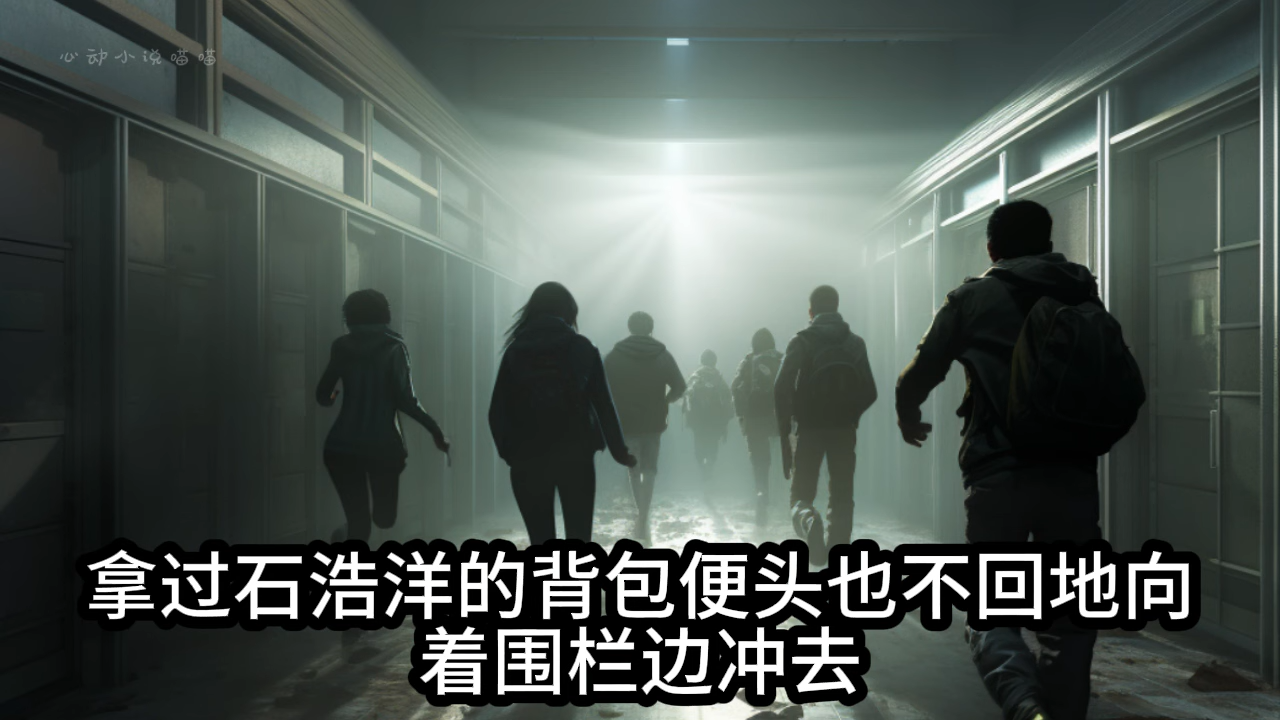 心动小说喵喵
拿过石浩洋的背包便头也不回地向
着围栏边冲去